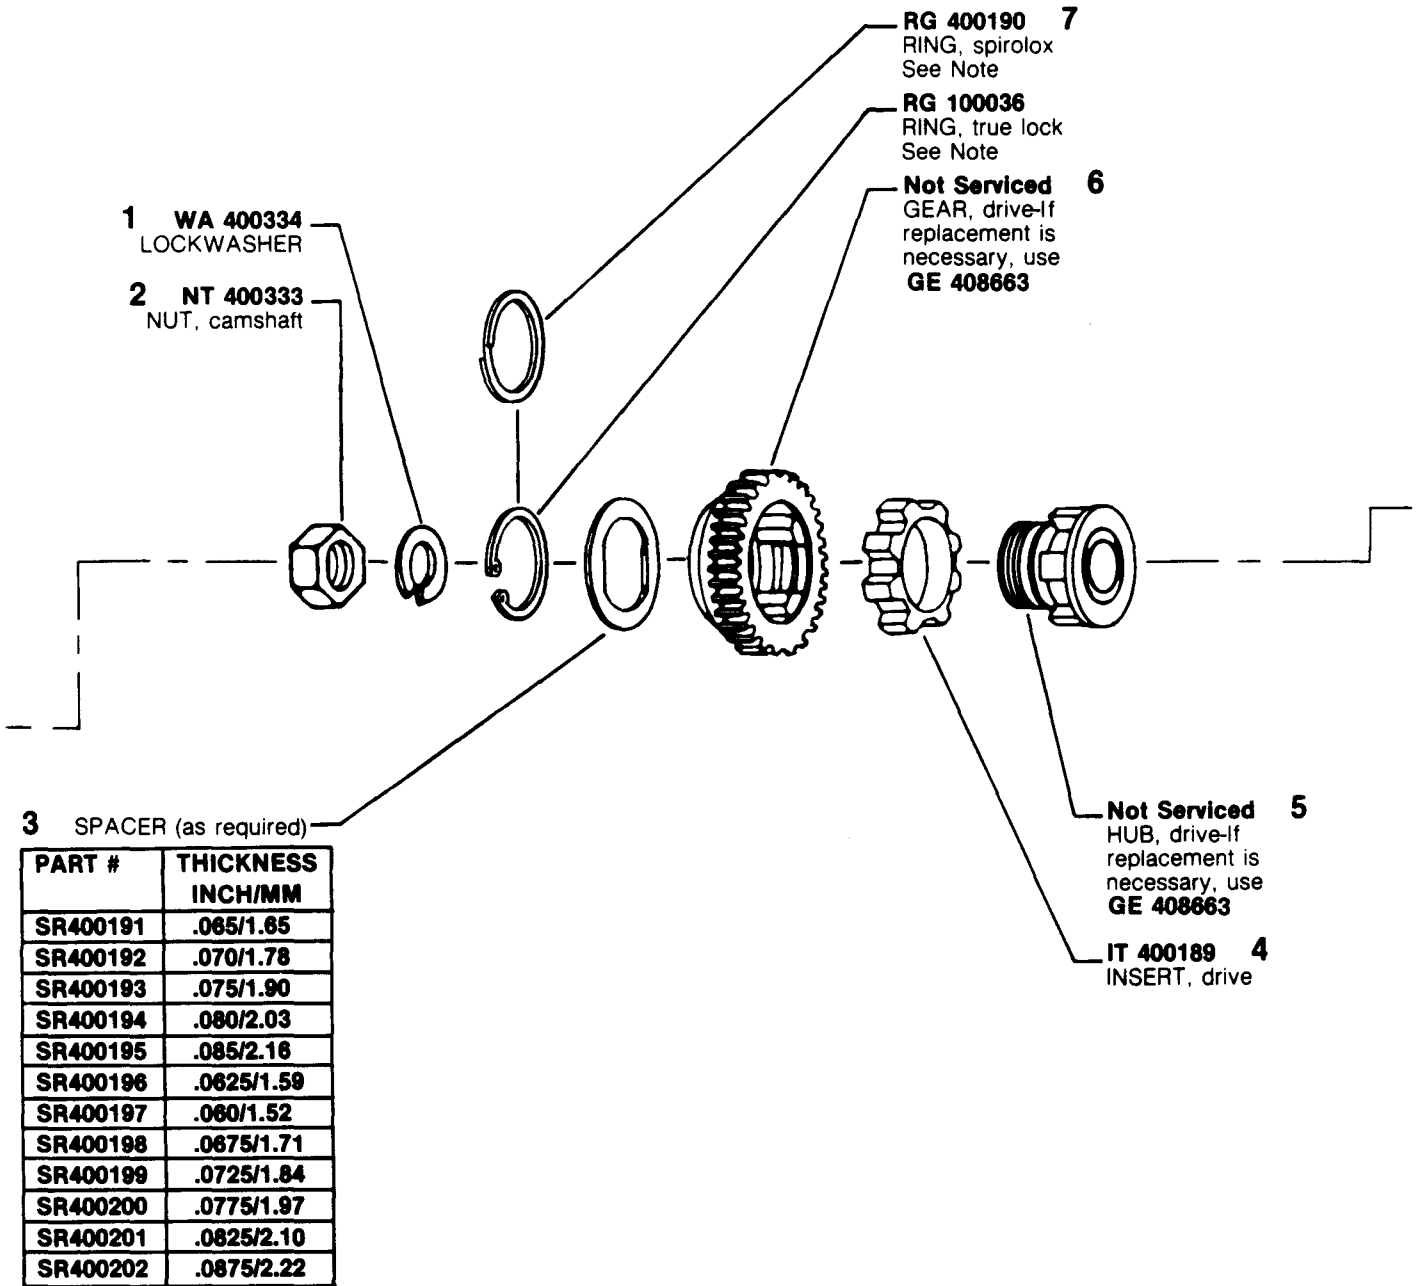 RG 400190 7
RING, spirolox
See Note
RG 100036
RING, true lock
See Note
Not Serviced 6
GEAR, drive-If
replacement is
necessary, use
GE 408663
1 WA 400334
LOCKWASHER
2 NT 400333
NUT, camshaft
3 SPACER (as required)
PART # THICKNESS
INCH/MM
SR400191 .065/1.65
SR400192 .070/1.78
SR400193 .075/1.90
SR400194 .080/2.03
SR400195 .085/2.16
SR400196 .0625/1.59
SR400197 .060/1.52
SR400198 .0675/1.71
SR400199 .0725/1.84
SR400200 .0775/1.97
SR400201 .0825/2.10
SR400202 .0875/2.22
Not Serviced 5
HUB, drive-If
replacement is
necessary, use
GE 408663
IT 400189 4
INSERT, drive